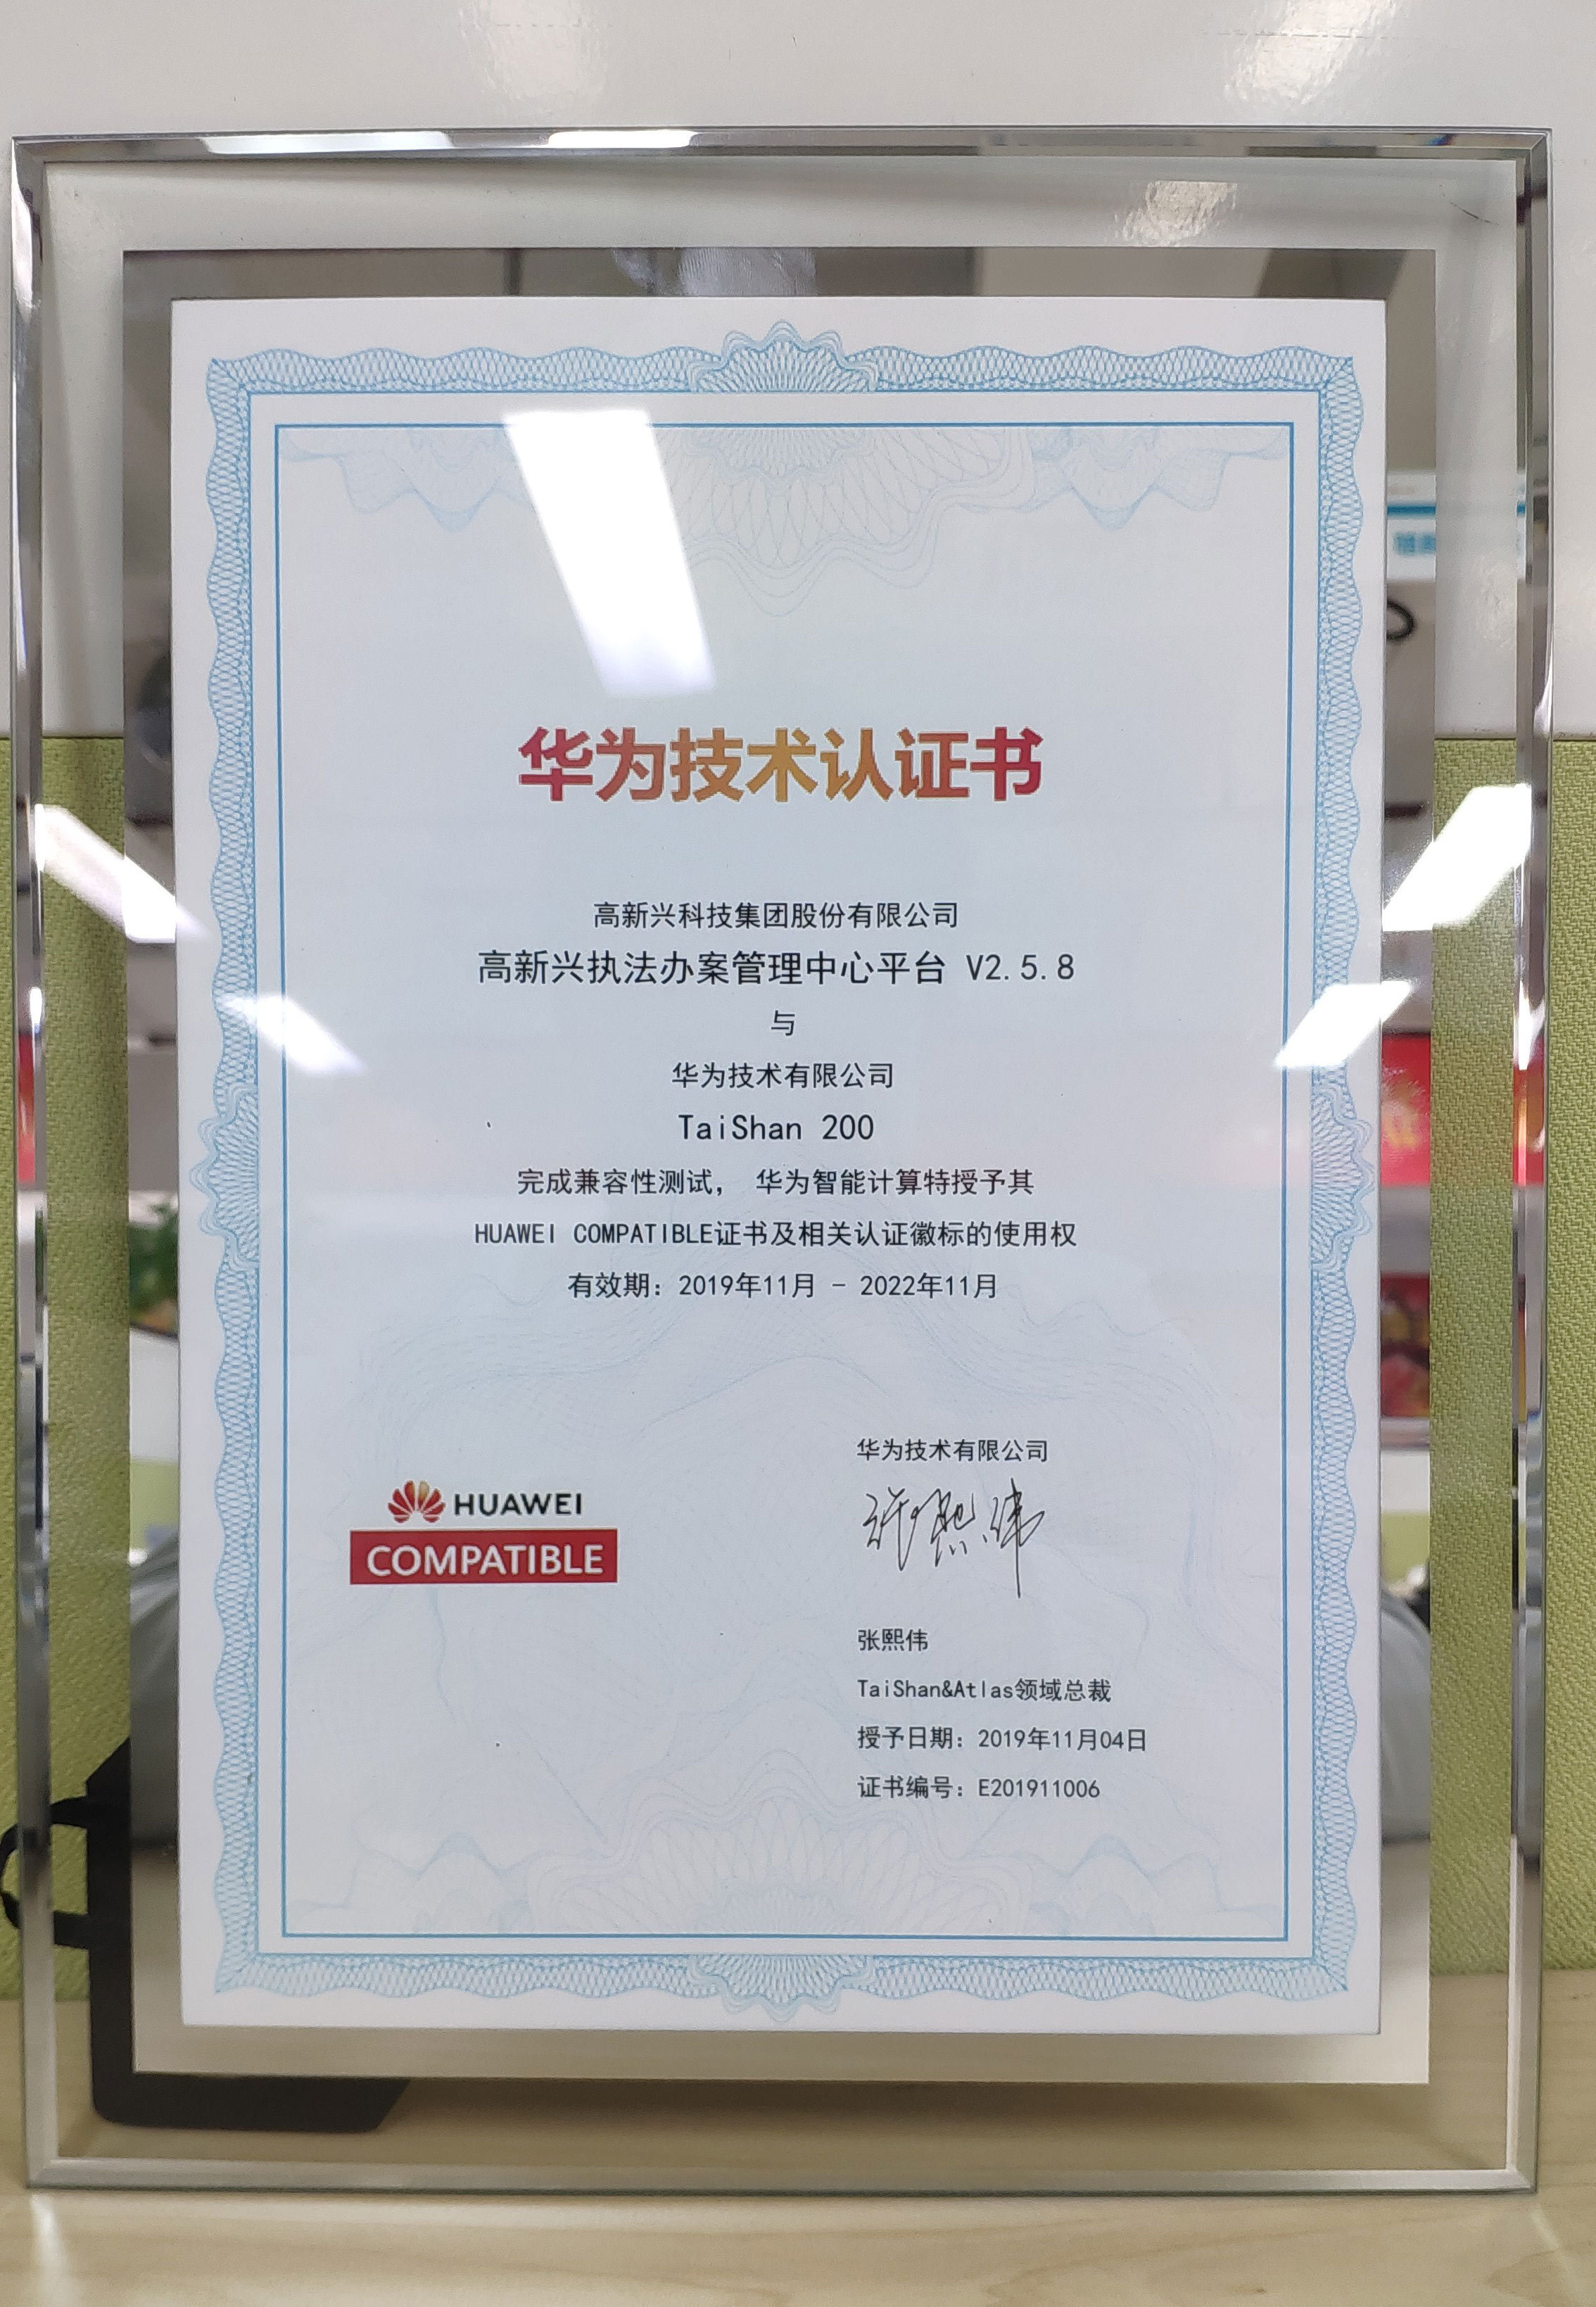 华为技术认证书
高新兴科技集团股份有限公司
高新兴执法办案管理中心平台 V2.5.8
与
华为技术有限公司
TaiShan 200
完成兼容性测试， 华为智能计算特授予其
HUAWEI COMPATIBLE证书及相关认证徽标的使用权
有效期：2019年11月 - 2022年11月
HUAWEI
COMPATIBLE
华为技术有限公司
张熙伟
张熙伟
TaiShan&Atlas领域总裁
授予日期：2019年11月04日
证书编号：E201911006